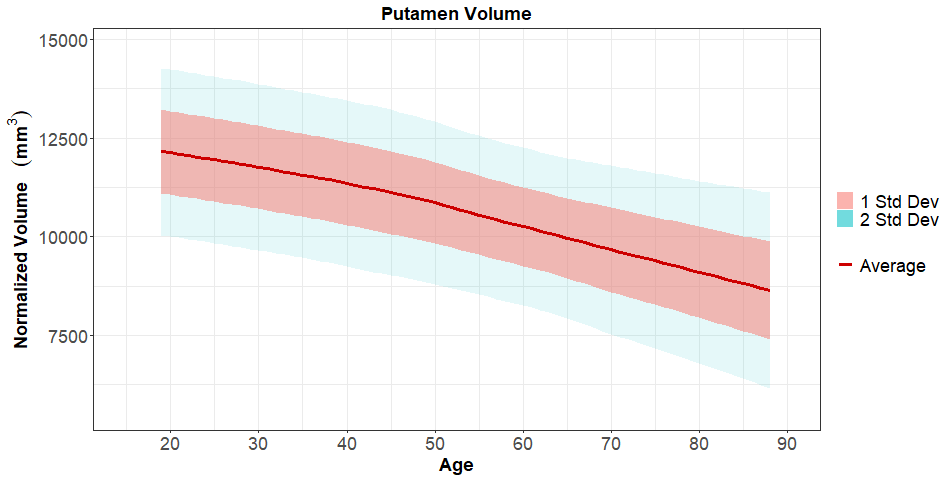 Putamen Volume
15000
12500
10000
7500
Normalized Volume (mm³)
20 30 40 50 60 70 80 90
Age
1 Std Dev
2 Std Dev
Average